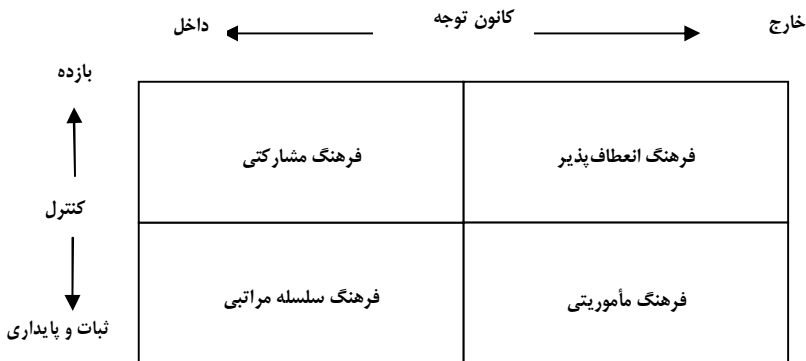 خارج کانون توجه داخل
بازده
فرهنگ انعطاف‌پذیر فرهنگ مشارکتی
کنترل
فرهنگ مأموریتی فرهنگ سلسله مراتبی
ثبات و پایداری